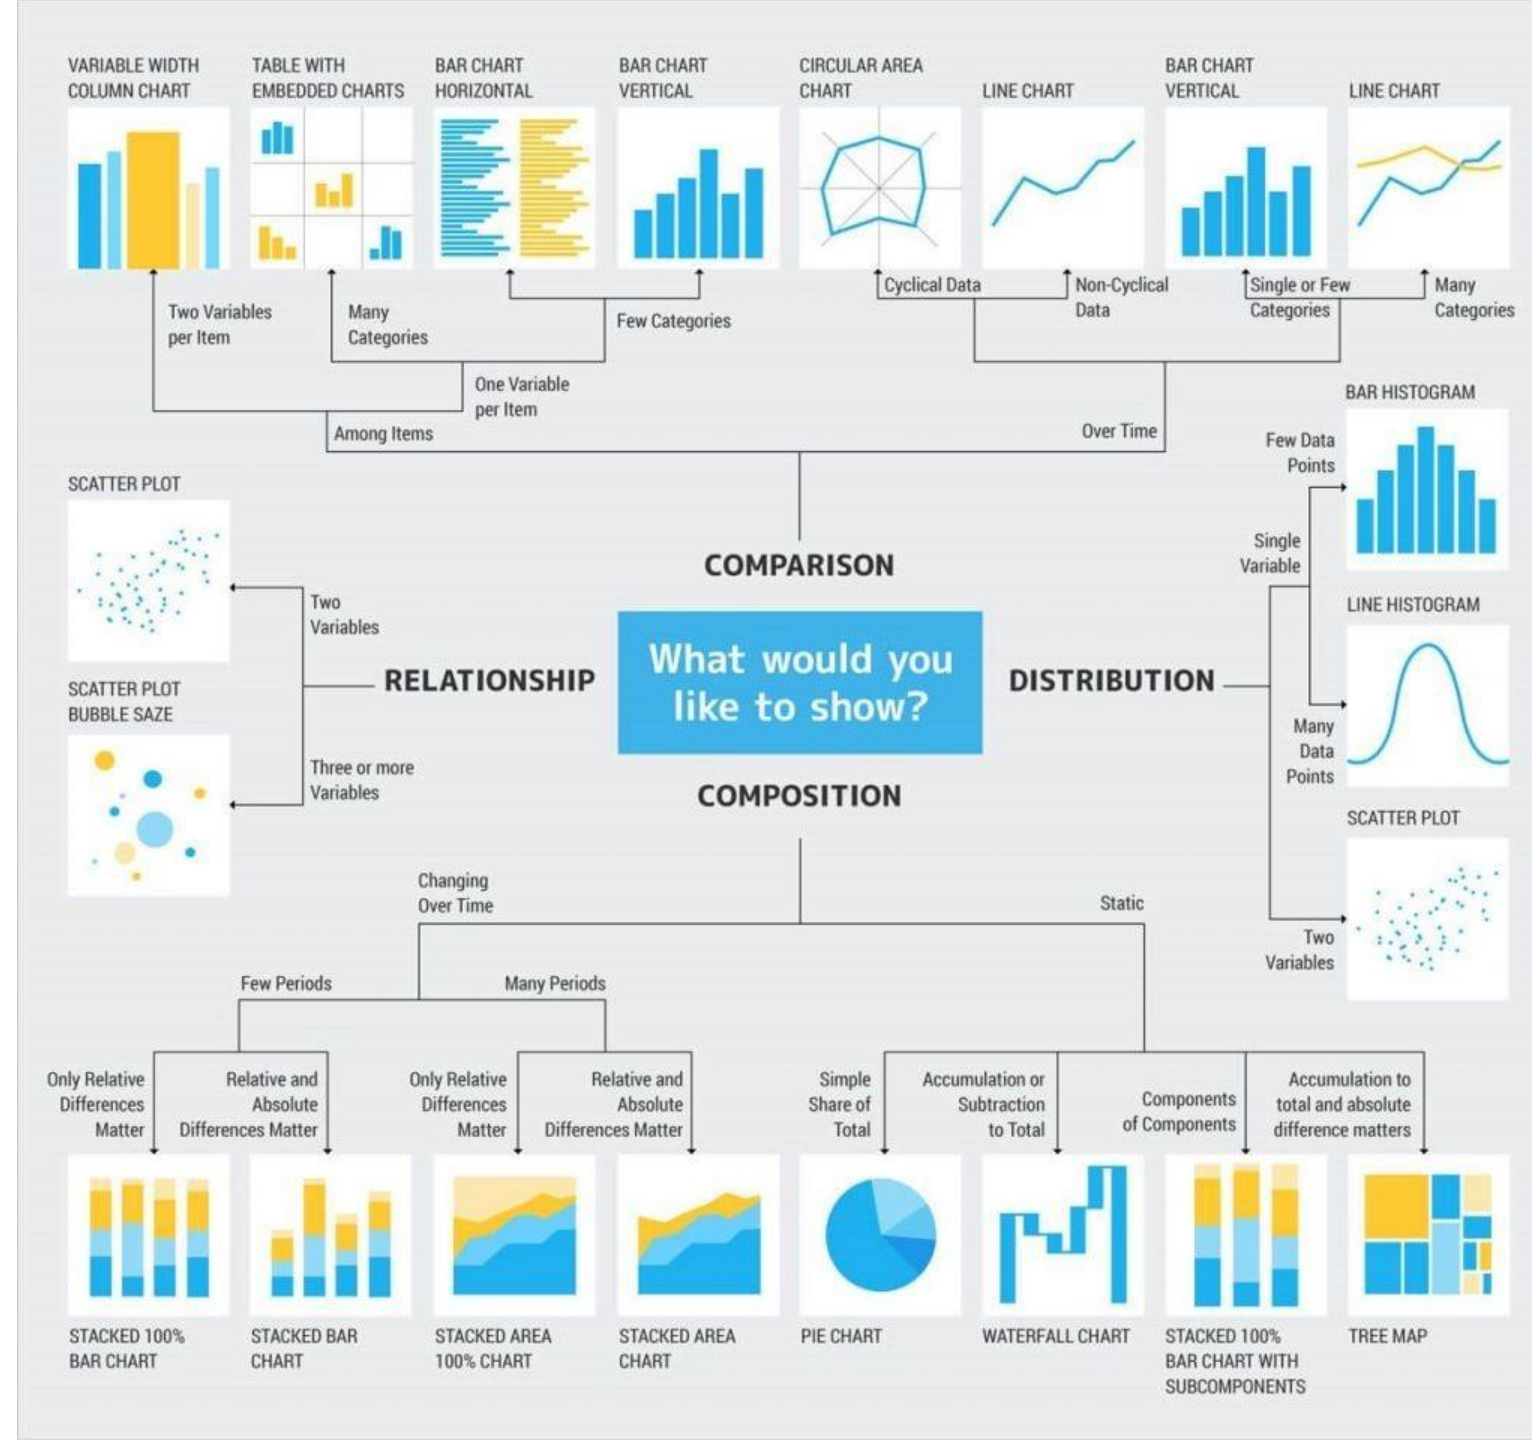 VARIABLE WIDTH
COLUMN CHART
TABLE WITH
EMBEDDED CHARTS
BAR CHART
HORIZONTAL
BAR CHART
VERTICAL
CIRCULAR AREA
CHART
LINE CHART
BAR CHART
VERTICAL
LINE CHART
Two Variables
per Item
Many
Categories
Few Categories
Cyclical Data
Non-Cyclical
Data
Single or Few
Categories
Many
Categories
One Variable
per Item
Among Items
Over Time
BAR HISTOGRAM
Few Data
Points
Single
Variable
SCATTER PLOT
Two
Variables
COMPARISON
What would you
like to show?
RELATIONSHIP
DISTRIBUTION
COMPOSITION
LINE HISTOGRAM
Many
Data
Points
SCATTER PLOT
BUBBLE SAZE
Three or more
Variables
SCATTER PLOT
Two
Variables
Changing
Over Time
Static
Few Periods
Many Periods
Only Relative
Differences
Matter
Relative and
Absolute
Differences Matter
Only Relative
Differences
Matter
Relative and
Absolute
Differences Matter
Simple
Share of
Total
Accumulation or
Subtraction
to Total
Components
of Components
Accumulation to
total and absolute
difference matters
STACKED 100%
BAR CHART
STACKED BAR
CHART
STACKED AREA
100% CHART
STACKED AREA
CHART
PIE CHART
WATERFALL CHART
STACKED 100%
BAR CHART WITH
SUBCOMPONENTS
TREE MAP